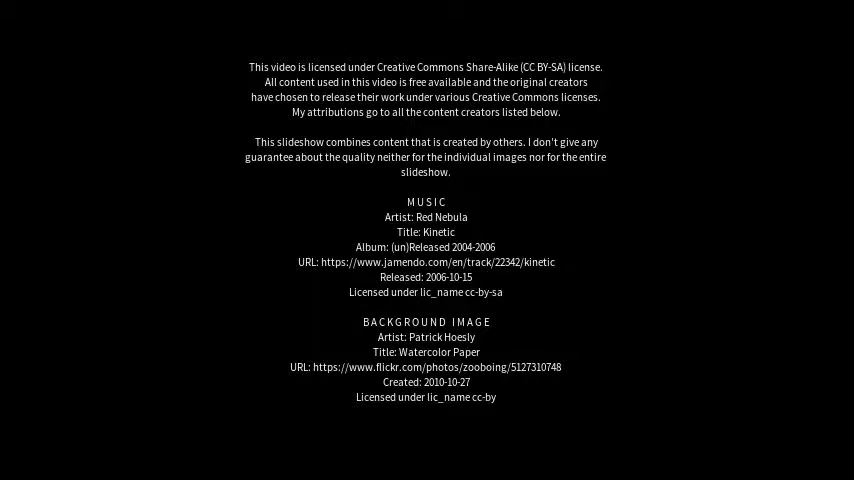 This video is licensed under Creative Commons Share-Alike (CC BY-SA) license.
All content used in this video is free available and the original creators
have chosen to release their work under various Creative Commons licenses.
My attributions go to all the content creators listed below.
This slideshow combines content that is created by others. I don't give any
guarantee about the quality neither for the individual images nor for the entire
slideshow.
MUSIC
Artist: Red Nebula
Title: Kinetic
Album: (un)Released 2004-2006
URL: https://www.jamendo.com/en/track/22342/kinetic
Released: 2006-10-15
Licensed under lic_name cc-by-sa
BACKGROUND IMAGE
Artist: Patrick Hoesly
Title: Watercolor Paper
URL: https://www.flickr.com/photos/zooboing/5127310748
Created: 2010-10-27
Licensed under lic_name cc-by